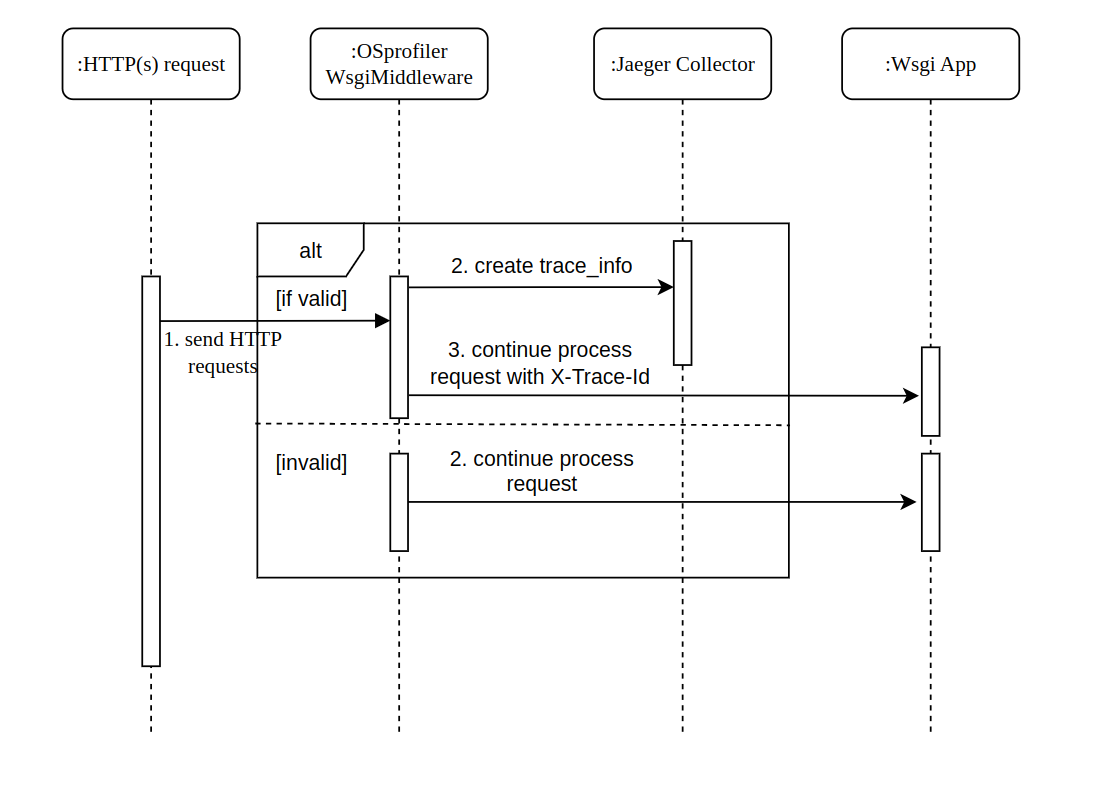 :HTTP(s) request
:OSprofiler
WsgiMiddleware
:Jaeger Collector
:Wsgi App
alt
2. create trace_info
[if valid]
1. send HTTP
requests
3. continue process
request with X-Trace-Id
[invalid]
2. continue process
request